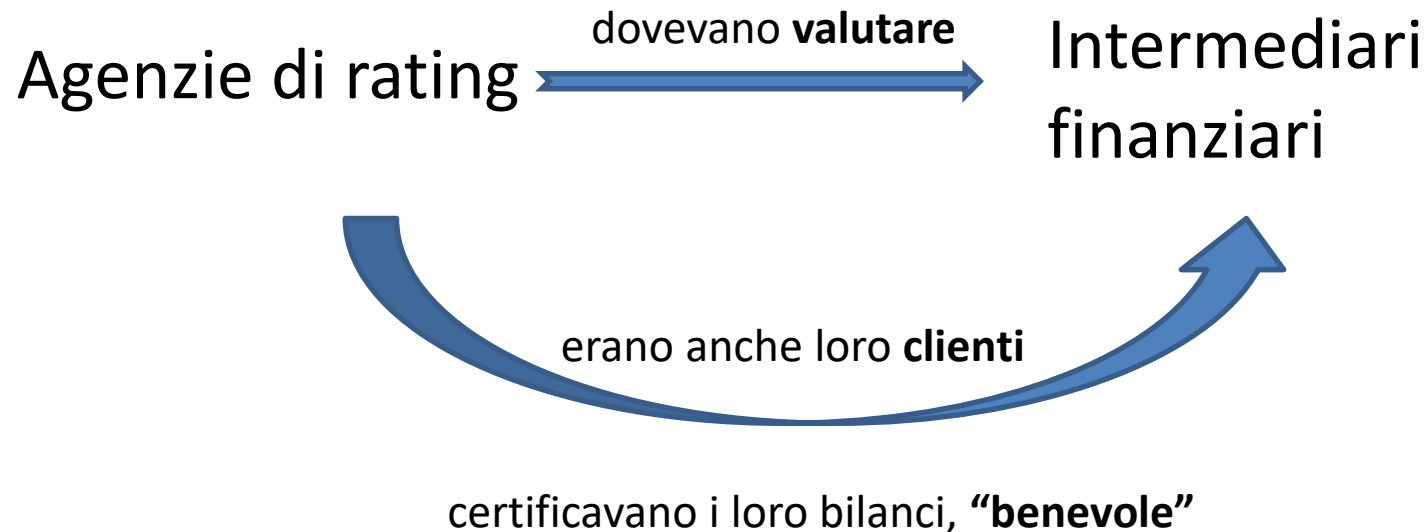 dovevano valutare
Agenzie di rating
Intermediari
finanziari
erano anche loro clienti
certificavano i loro bilanci, “benevole”